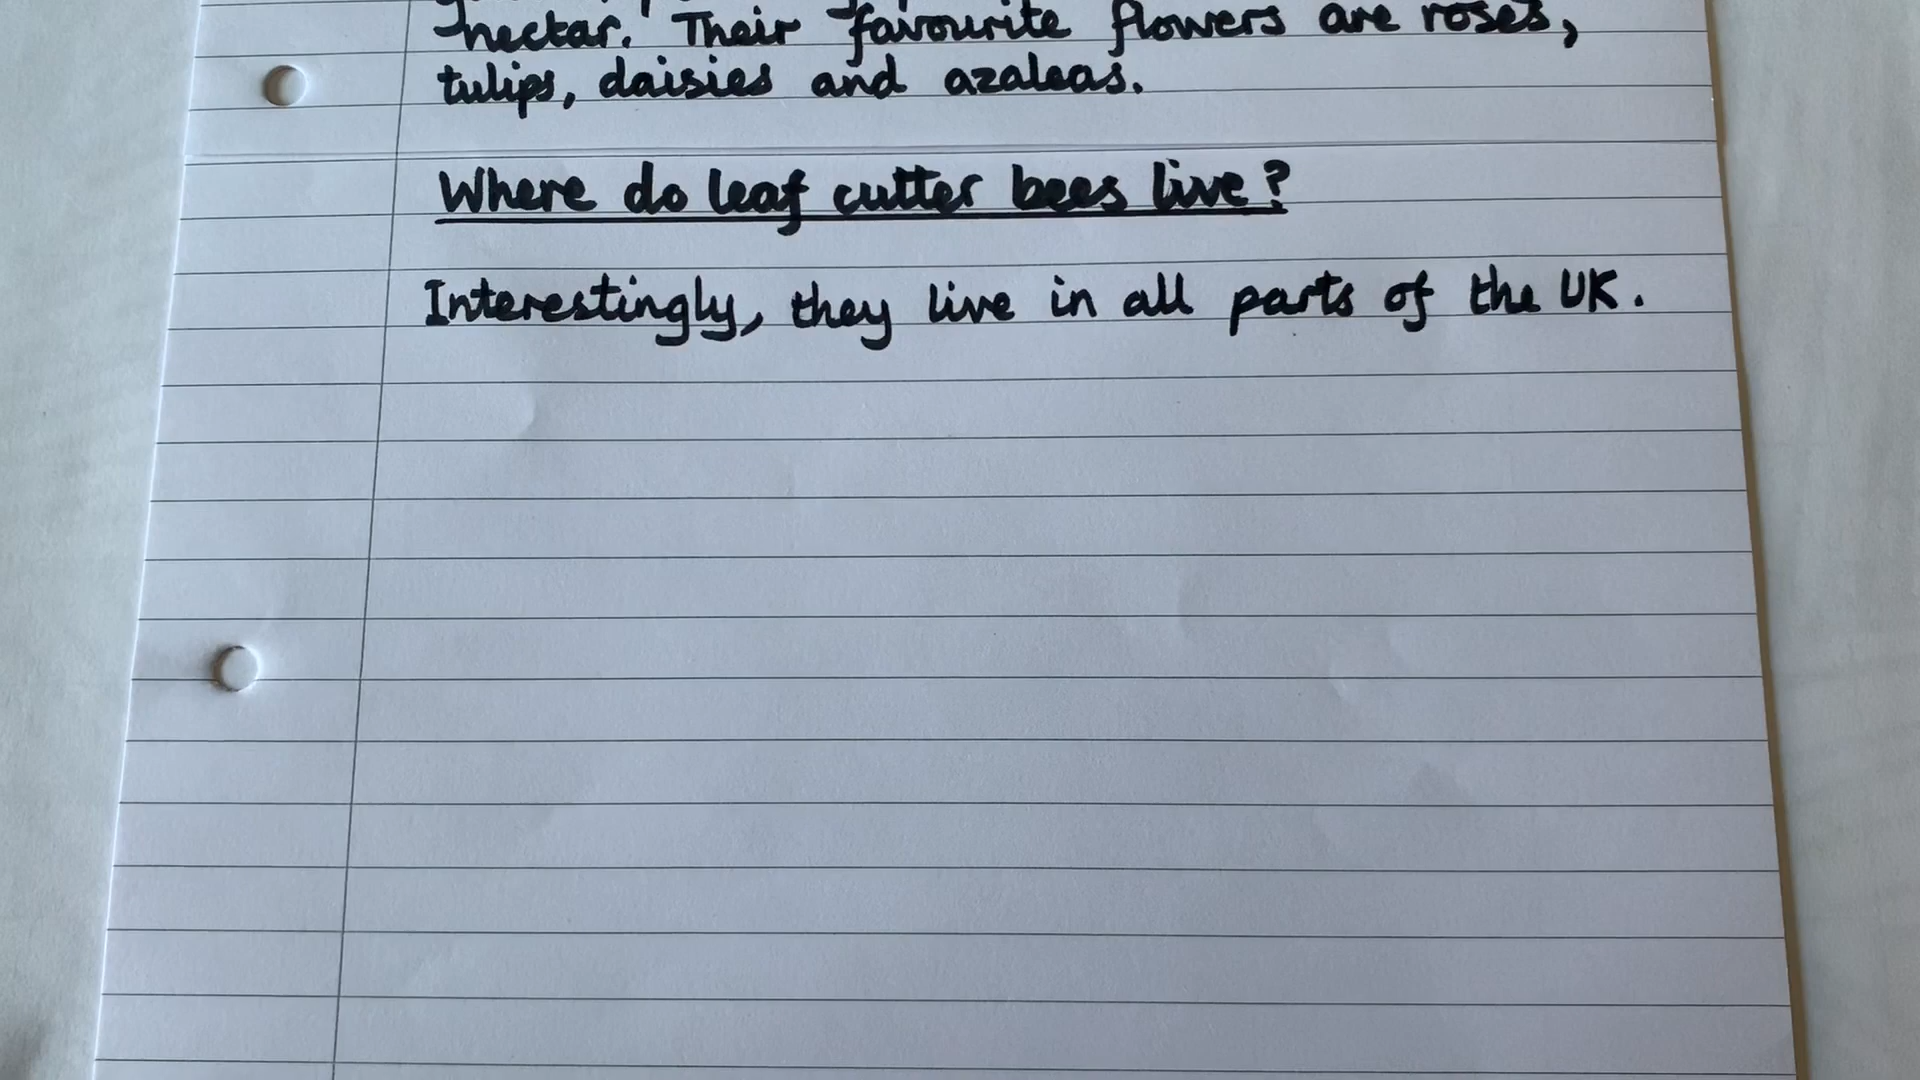 nectar. Their favourite flowers are roses,
tulips, daisies and azaleas.
Where do leaf cutter bees live?
Interestingly, they live in all parts of the UK.